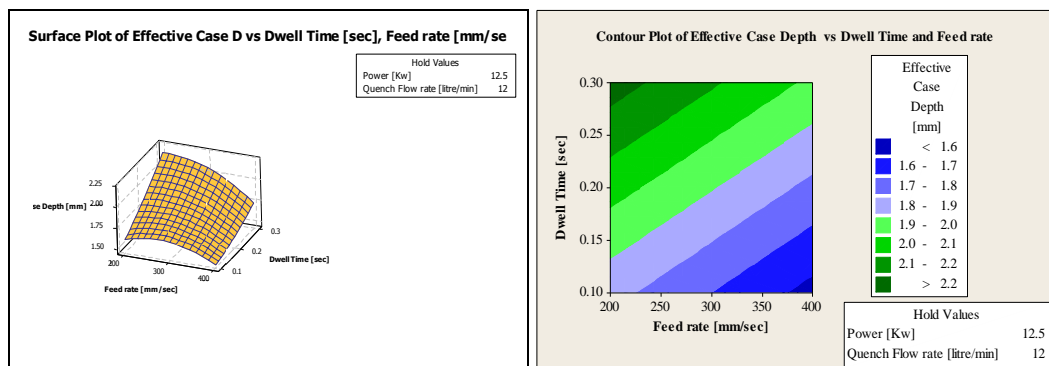 Surface Plot of Effective Case D vs Dwell Time [sec], Feed rate [mm/se
Hold Values
Power [Kw] 12.5
Quench Flow rate [litre/min] 12
2.25
2.00
1.75
1.50
se Depth [mm]
200
300
400
Feed rate [mm/sec]
0.1
0.2
0.3
Dwell Time [sec]
Contour Plot of Effective Case Depth vs Dwell Time and Feed rate
0.30
0.25
0.20
0.15
0.10
Dwell Time [sec]
200 250 300 350 400
Feed rate [mm/sec]
Effective
Case
Depth
[mm]
< 1.6
1.6 - 1.7
1.7 - 1.8
1.8 - 1.9
1.9 - 2.0
2.0 - 2.1
2.1 - 2.2
> 2.2
Hold Values
Power [Kw] 12.5
Quench Flow rate [litre/min] 12